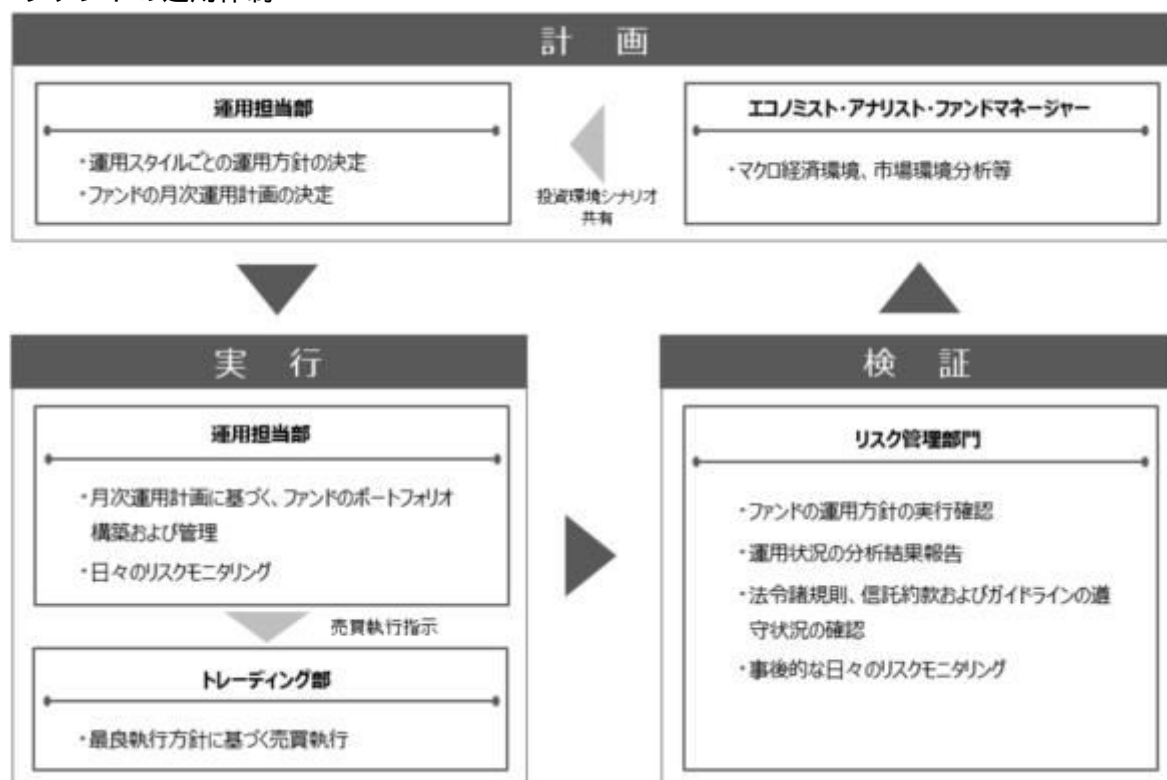 計 画
運用担当部
・運用スタイルごとの運用方針の決定
・ファンドの月次運用計画の決定
投資環境シナリオ
共有
エコノミスト・アナリスト・ファンドマネージャー
・マクロ経済環境、市場環境分析等
実 行
運用担当部
・月次運用計画に基づく、ファンドのポートフォリオ
構築および管理
・日々のリスクモニタリング
売買執行指示
トレーディング部
・最良執行方針に基づく売買執行
検 証
リスク管理部門
・ファンドの運用方針の実行確認
・運用状況の分析結果報告
・法令諸規則、信託約款およびガイドラインの遵
守状況の確認
・事後的な日々のリスクモニタリング